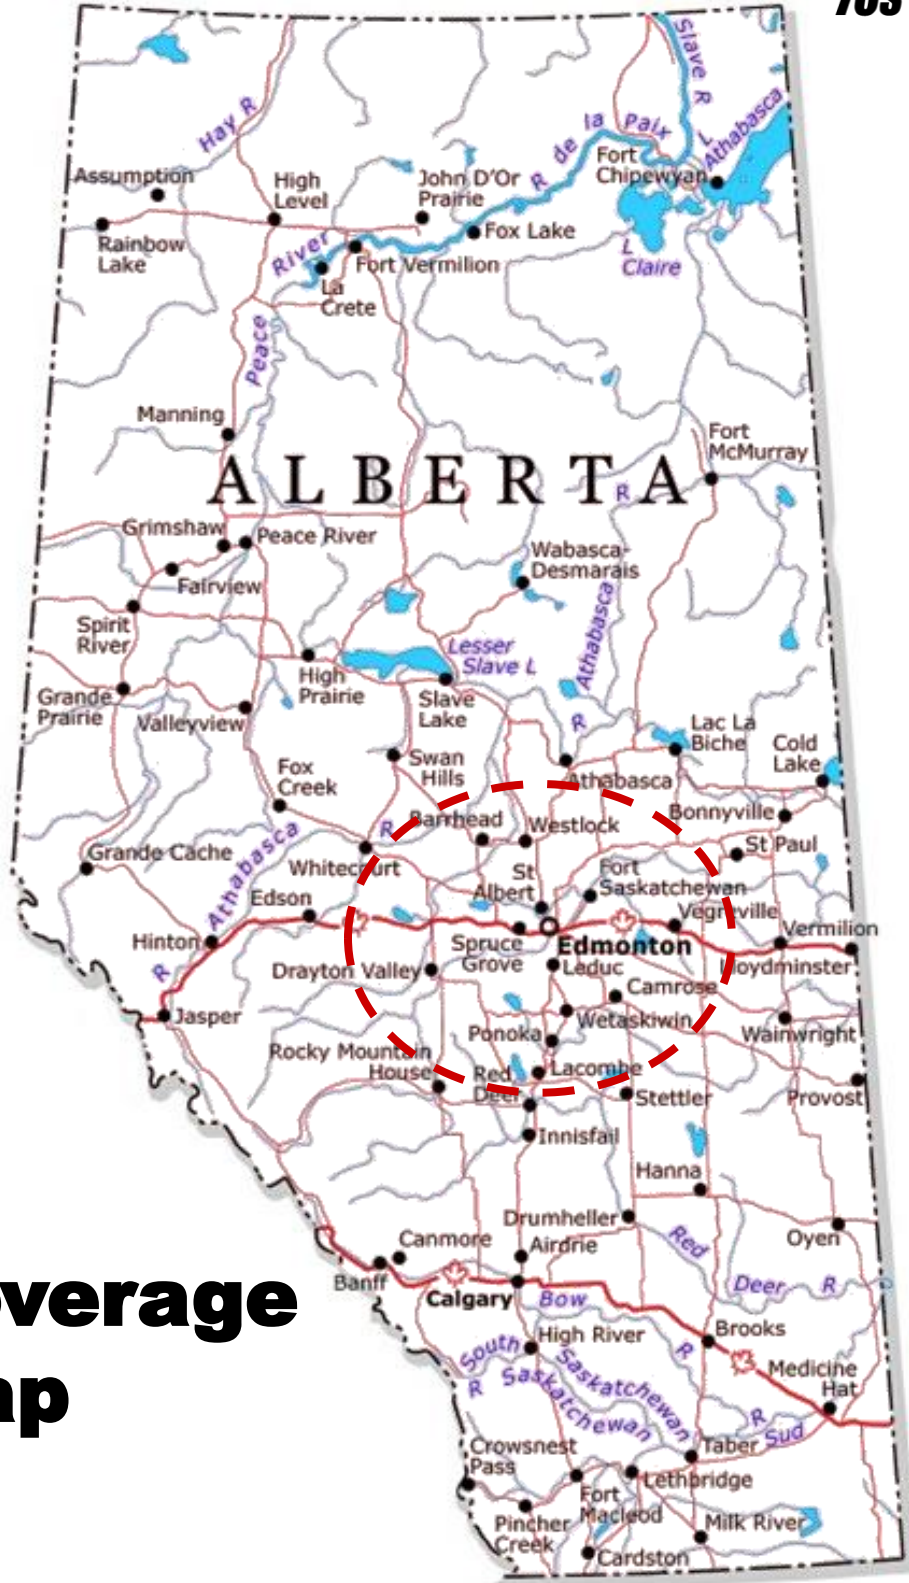 703
Slave R
Hay R
R de la Paix
L Athabasca
Assumption
High
Level
John D'Or
Prairie
Fort
Chipewyan
Rainbow
Lake
Fox Lake
River
Fort Vermilion
L
Claire
La
Crete
Peace
Manning
Fort
McMurray
ALBERTA
R
Grimshaw
Peace River
Wabasca-
Desmarais
Fairview
Athabasca
Spirit
River
Lesser
Slave L
High
Prairie
Grande
Prairie
Valleyview
Slave
Lake
R
Lac La
Biche
Cold
Lake
Swan
Hills
Fox
Creek
Athabasca
Barrhead
Westlock
Bonnyville
R
Athabasca
St Paul
Grande Cache
Whitecourt
St
Albert
Fort
Saskatchewan
Edson
Vegreville
Hinton
Spruce
Grove
Edmonton
Vermilion
Lloydminster
R
Drayton Valley
Leduc
Camrose
Jasper
Wetaskiwin
Ponoka
Wainwright
Rocky Mountain
House
Red
Deer
Lacombe
Stettler
Provost
Innisfail
Hanna
Drumheller
Oyen
Canmore
Airdrie
Red
Deer R
Banff
Calgary
Bow
overage
High River
R
Brooks
South
Saskatchewan
R Saskatchewan
Medicine
Hat
ap
R
Sud
Crowsnest
Pass
Taber
Lethbridge
Fort
Macleod
Pincher
Creek
Milk River
Cardston